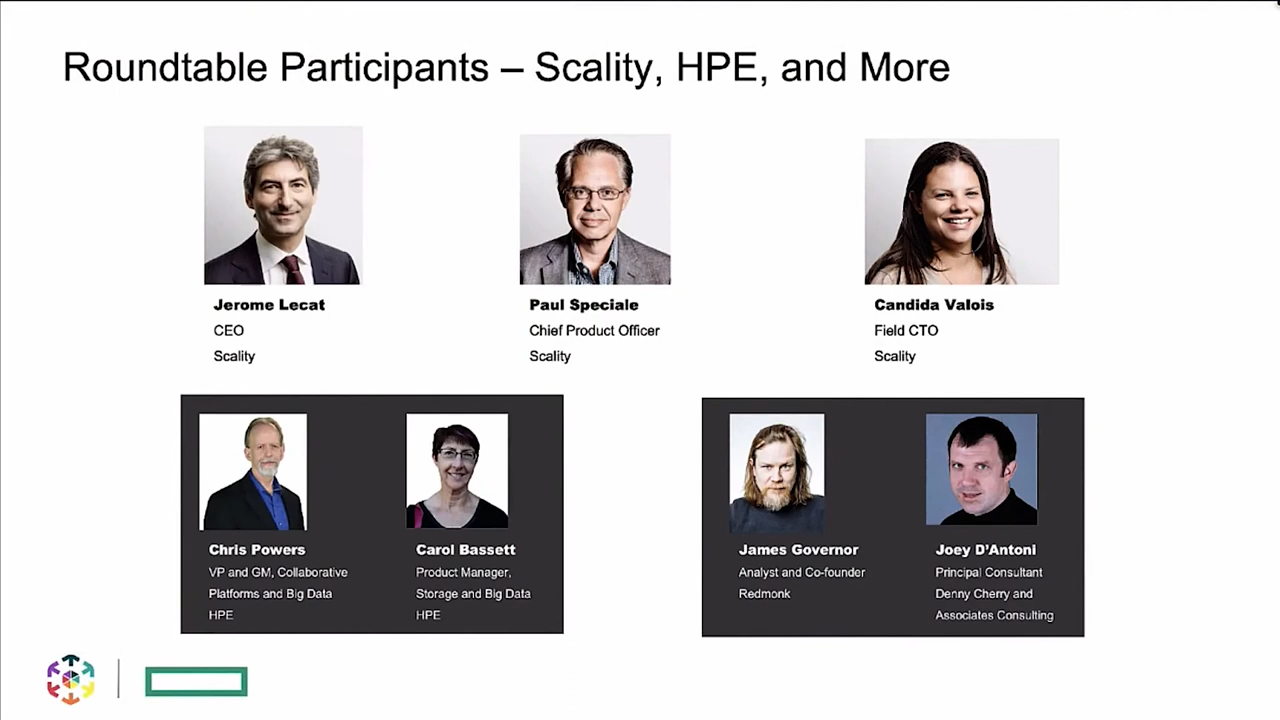 Roundtable Participants – Scality, HPE, and More
Jerome Lecat
CEO
Scality
Paul Speciale
Chief Product Officer
Scality
Candida Valois
Field CTO
Scality
Chris Powers
VP and GM, Collaborative
Platforms and Big Data
HPE
Carol Bassett
Product Manager,
Storage and Big Data
HPE
James Governor
Analyst and Co-founder
Redmonk
Joey D'Antoni
Principal Consultant
Denny Cherry and
Associates Consulting